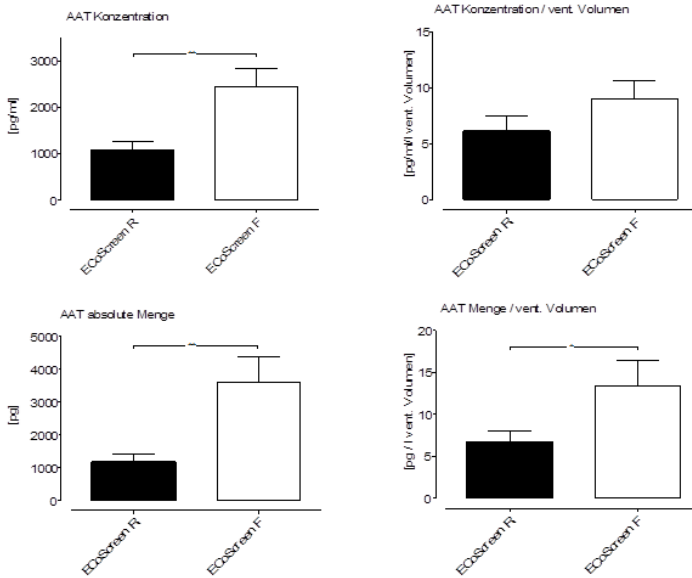 AAT Konzentration
[pg/ml]
3000
2000
1000
0
**
ECoScreen R
ECoScreen F
AAT Konzentration / vent. Volumen
[pg/ml/l vent. Volumen]
15
10
5
0
ECoScreen R
ECoScreen F
AAT absolute Menge
[pg]
5000
4000
3000
2000
1000
0
**
ECoScreen R
ECoScreen F
AAT Menge / vent. Volumen
[pg / l vent. Volumen]
20
15
10
5
0
*
ECoScreen R
ECoScreen F